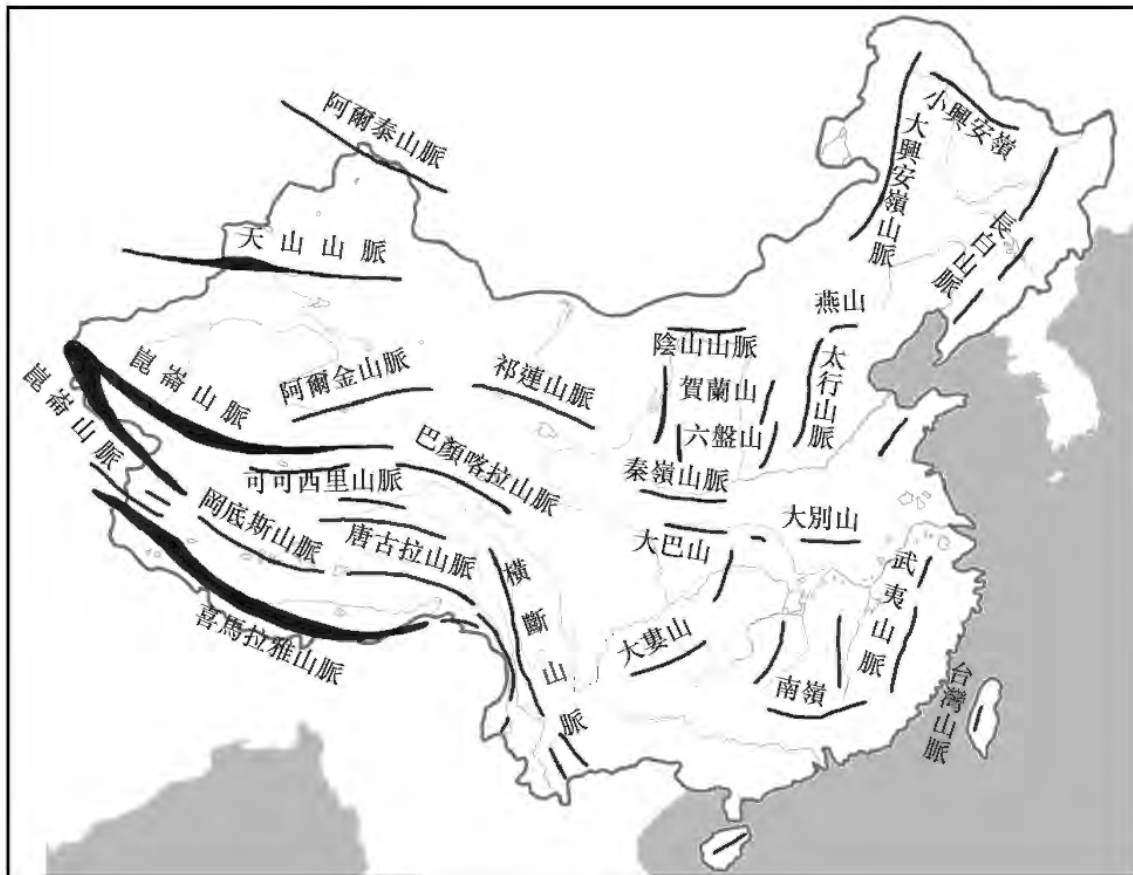 阿爾泰山脈
小興安嶺
大興安嶺山脈
長白山脈
天山山脈
燕山
陰山山脈
太行山脈
崑崙山脈
崑崙山脈
阿爾金山脈
祁連山脈
賀蘭山
六盤山
巴顏喀拉山脈
可可西里山脈
秦嶺山脈
岡底斯山脈
唐古拉山脈
大別山
大巴山
橫斷山脈
武夷山脈
喜馬拉雅山脈
大婁山
南嶺
台灣山脈